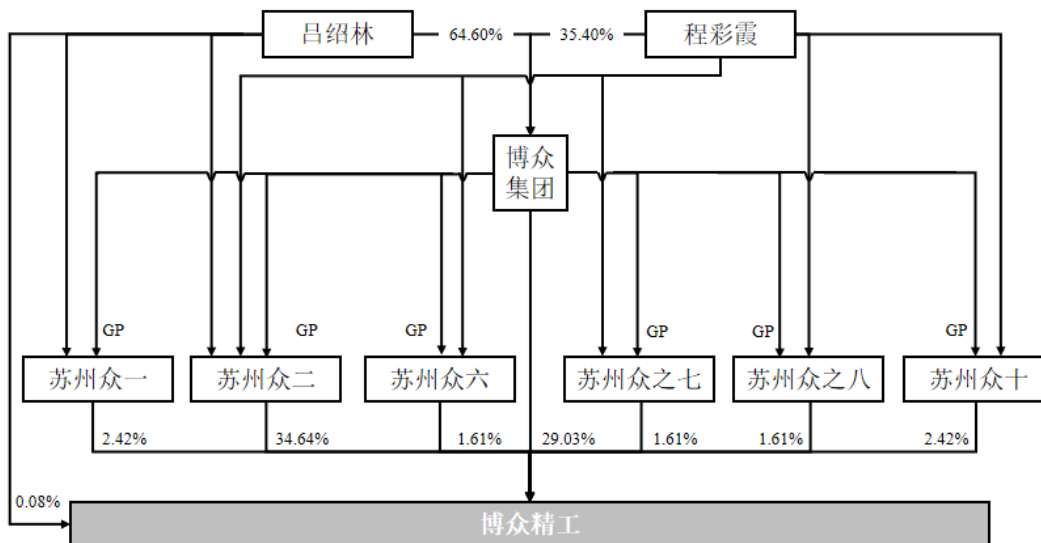 吕绍林
64.60%
35.40%
程彩霞
博众
集团
GP
GP
GP
GP
GP
GP
苏州众一
苏州众二
苏州众六
苏州众之七
苏州众之八
苏州众十
2.42%
34.64%
1.61%
29.03%
1.61%
1.61%
2.42%
0.08%
博众精工